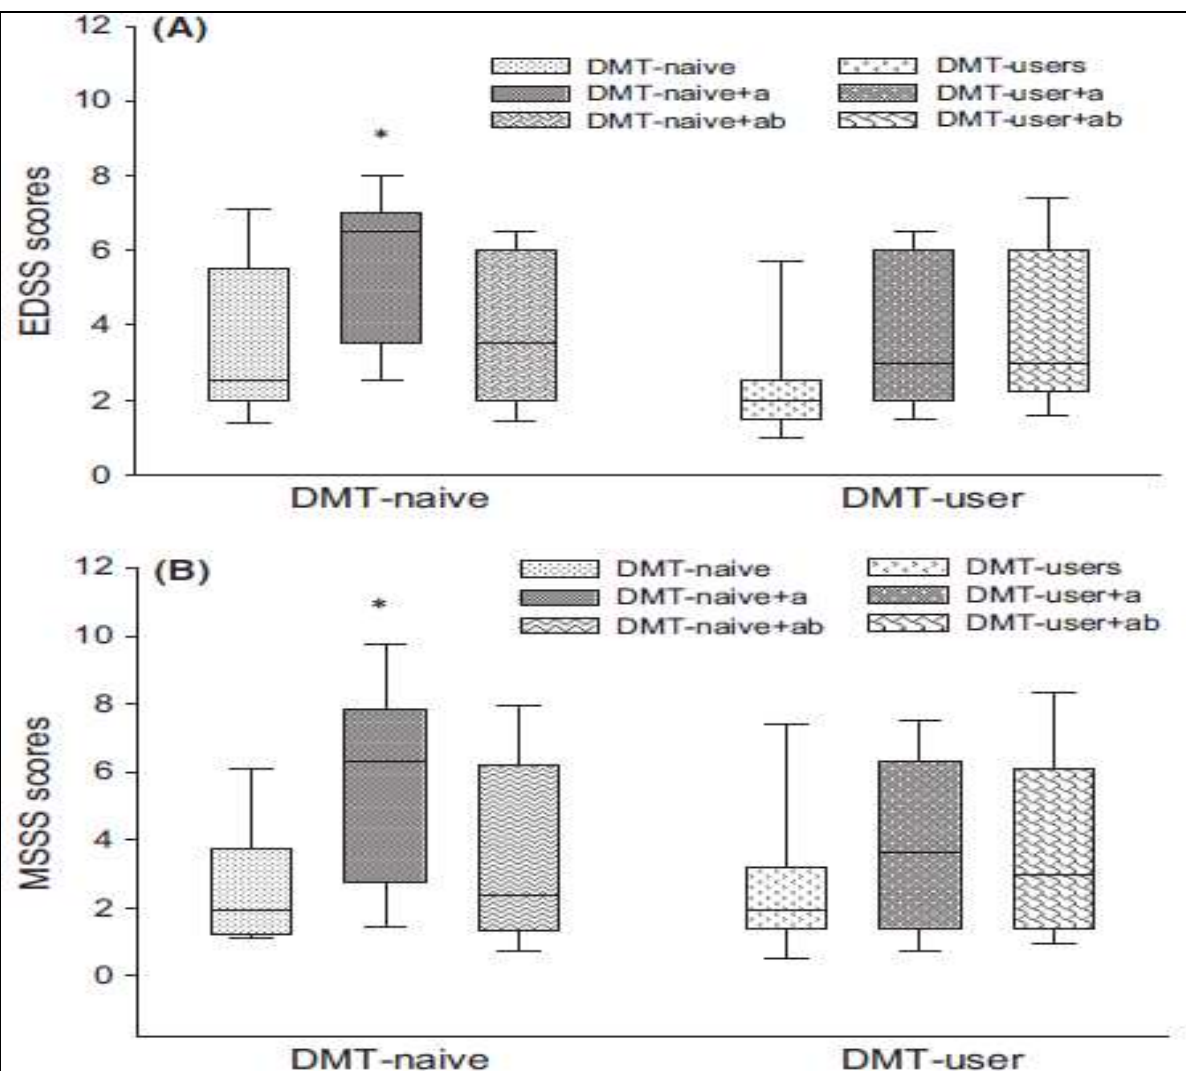 (A)
12
10
8
6
4
2
0
EDSS scores
DMT-naive
DMT-naive+a
DMT-naive+ab
DMT-users
DMT-user+a
DMT-user+ab
*
DMT-naive
DMT-user
(B)
12
10
8
6
4
2
0
MSSS scores
DMT-naive
DMT-naive+a
DMT-naive+ab
DMT-users
DMT-user+a
DMT-user+ab
*
DMT-naive
DMT-user